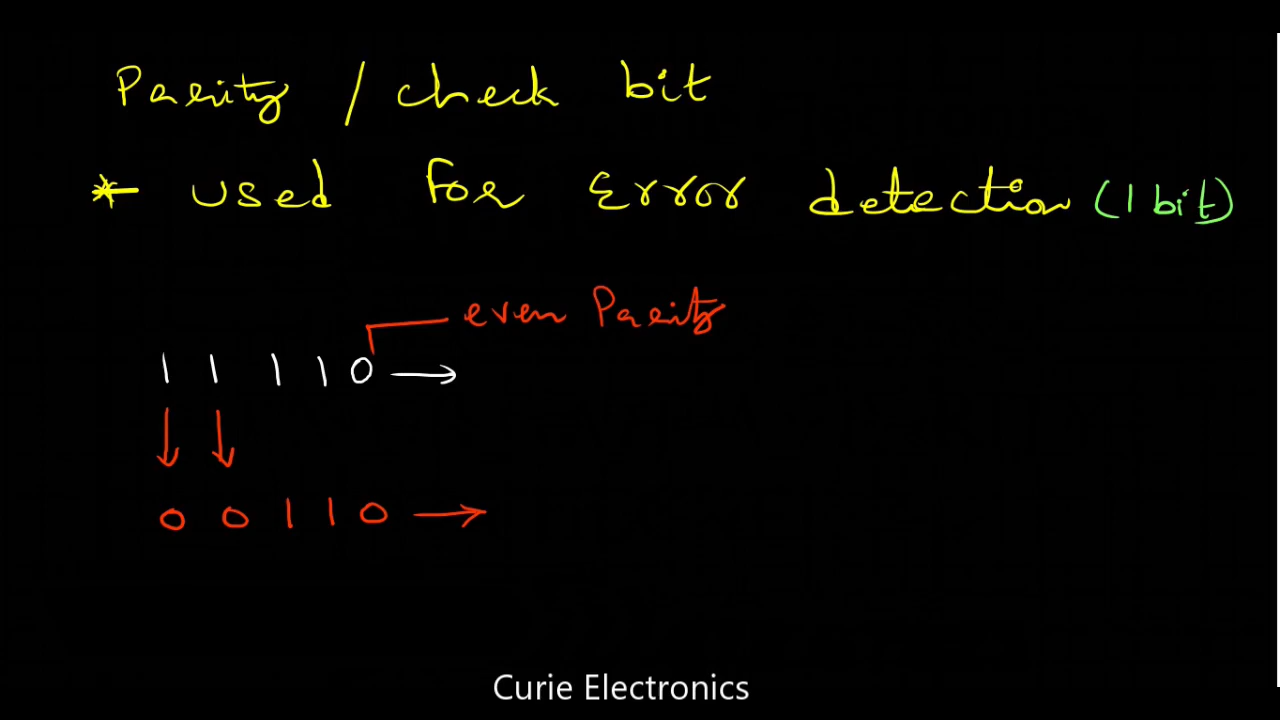 Parity / check bit
* used for Error detection (1 bit)
even Parity
1 1 1 1 0 →
↓ ↓
0 0 1 1 0 →
Curie Electronics